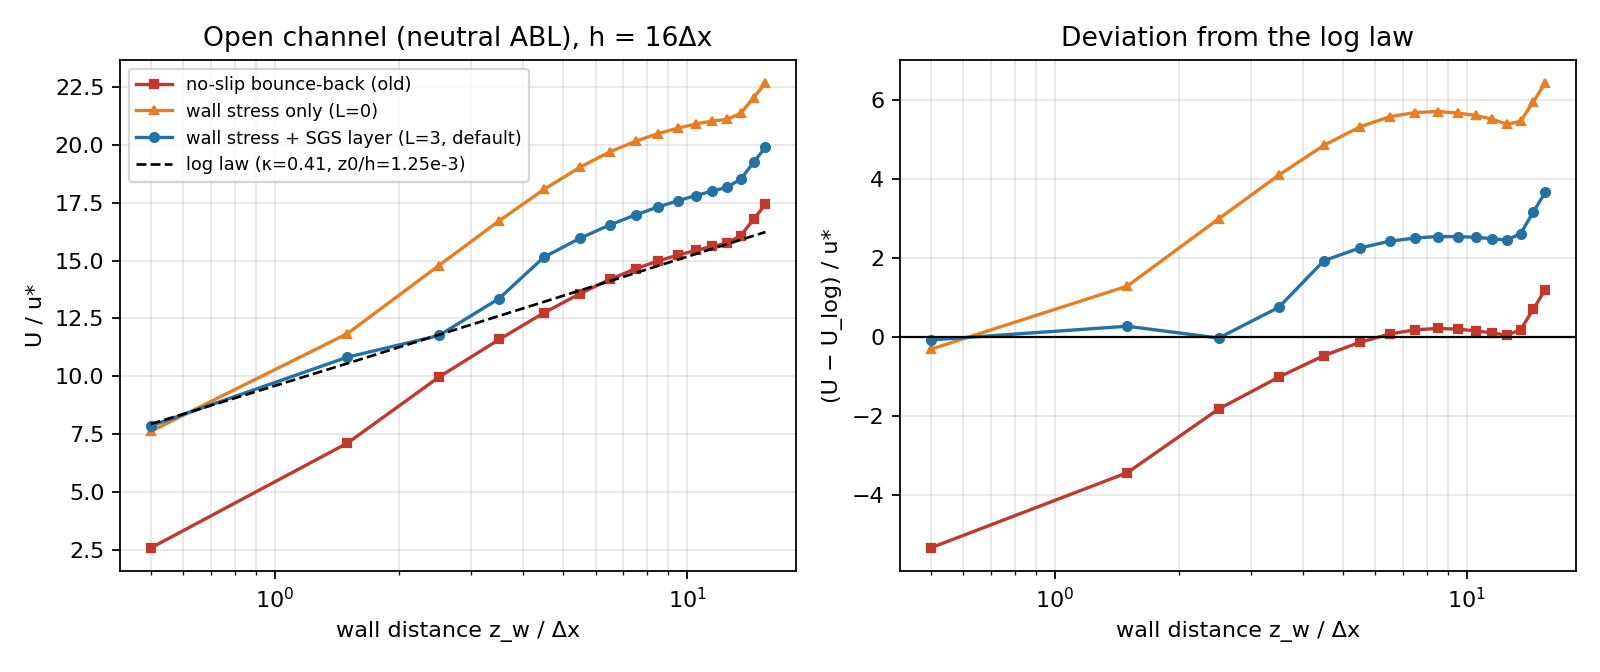 Open channel (neutral ABL), h = 16Δx
no-slip bounce-back (old)
wall stress only (L=0)
wall stress + SGS layer (L=3, default)
log law (κ=0.41, z0/h=1.25e-3)
U / u*
22.5
20.0
17.5
15.0
12.5
10.0
7.5
5.0
2.5
10⁰
10¹
wall distance z_w / Δx
Deviation from the log law
(U − U_log) / u*
6
4
2
0
−2
−4
10⁰
10¹
wall distance z_w / Δx